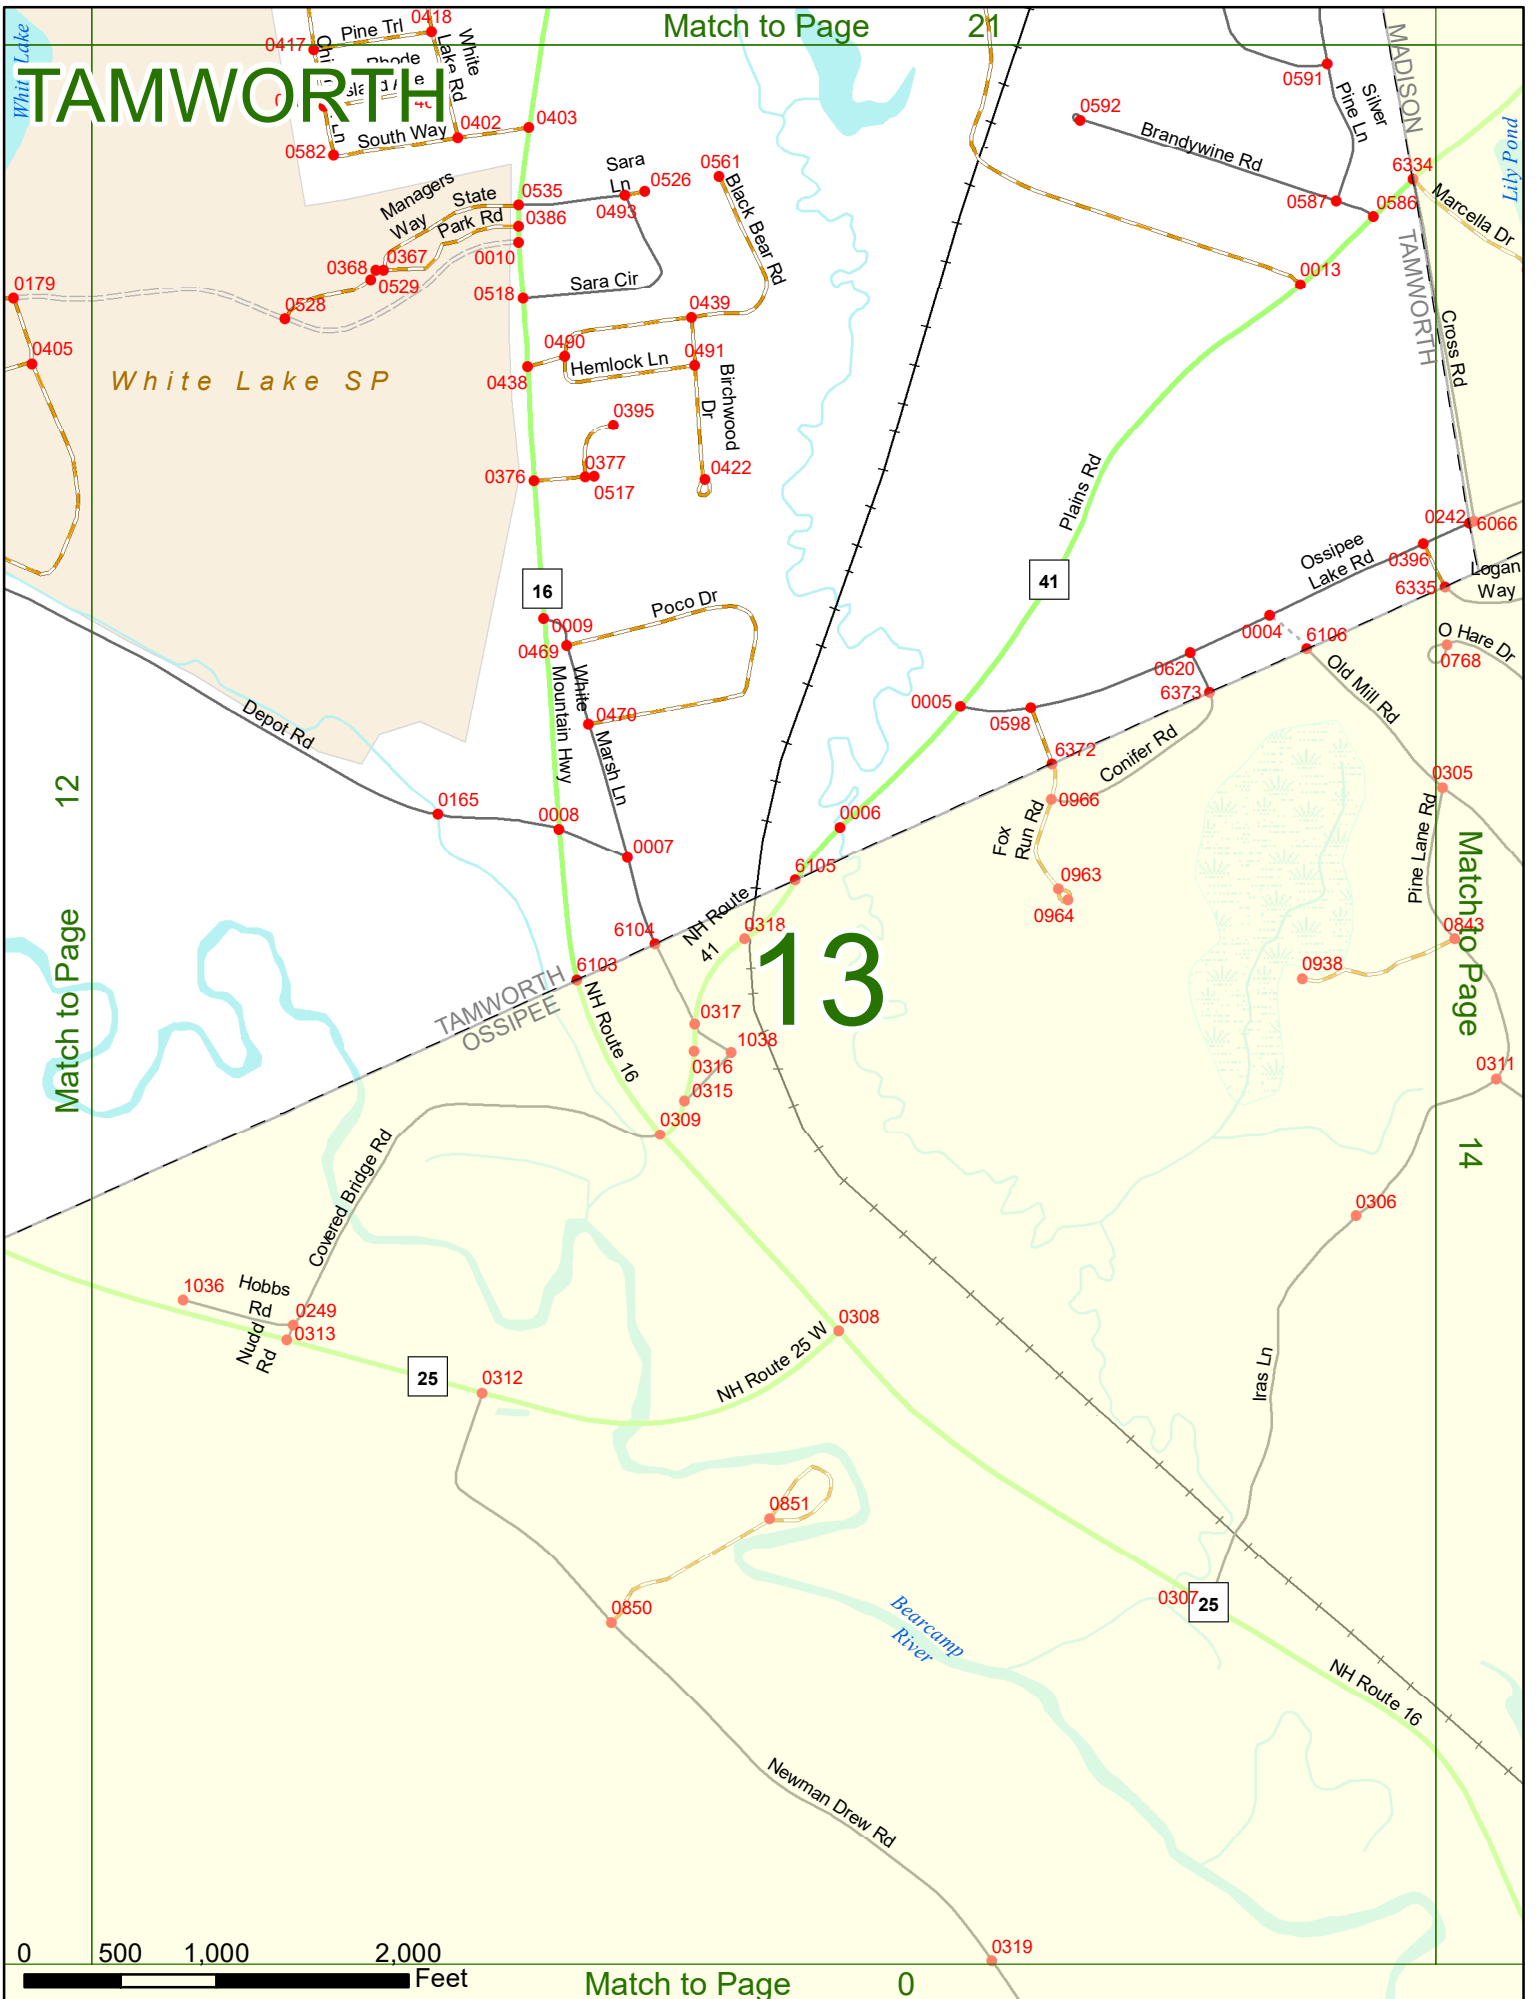 Match to Page 21
TAMWORTH
0418
Pine Trl
0417
White
Lake Rd
South Way
0402
0403
0582
Ln
0591
Silver
Pine Ln
MADISON
0592
Brandywine Rd
Lily Pond
6334
Marcella Dr
0587
0586
TAMWORTH
Sara
Ln
0526
0493
0561
Black Bear Rd
Managers
Way
State
Park Rd
0535
0386
0010
0368
0367
0529
0528
0179
0405
0518
Sara Cir
0013
0439
0490
Hemlock Ln
0491
0438
Birchwood
Dr
Cross Rd
White Lake SP
0395
0377
0376
0517
0422
Plains Rd
0242
6066
0396
Ossipee
Lake Rd
6335
Logan
Way
16
41
Poco Dr
0009
0469
White
Mountain Hwy
0004
6106
O Hare Dr
0768
0620
6373
Old Mill Rd
Depot Rd
0470
Marsh Ln
0005
0598
6372
Conifer Rd
0966
Fox
Run Rd
0305
Pine Lane Rd
12
Match to Page
0165
0008
0007
0006
6105
0963
0964
Match to Page
14
NH Route
41
0318
6104
6103
13
0843
0938
TAMWORTH
OSSIPEE
NH Route 16
0317
1038
0316
0315
0309
0311
Covered Bridge Rd
0306
1036
Hobbs
Rd
0249
0313
Nudd
Rd
0308
NH Route 25 W
25
0312
Iras Ln
0851
0850
Bearcamp
River
0307
25
NH Route 16
Newman Drew Rd
0319
0 500 1,000 2,000
Feet
Match to Page 0